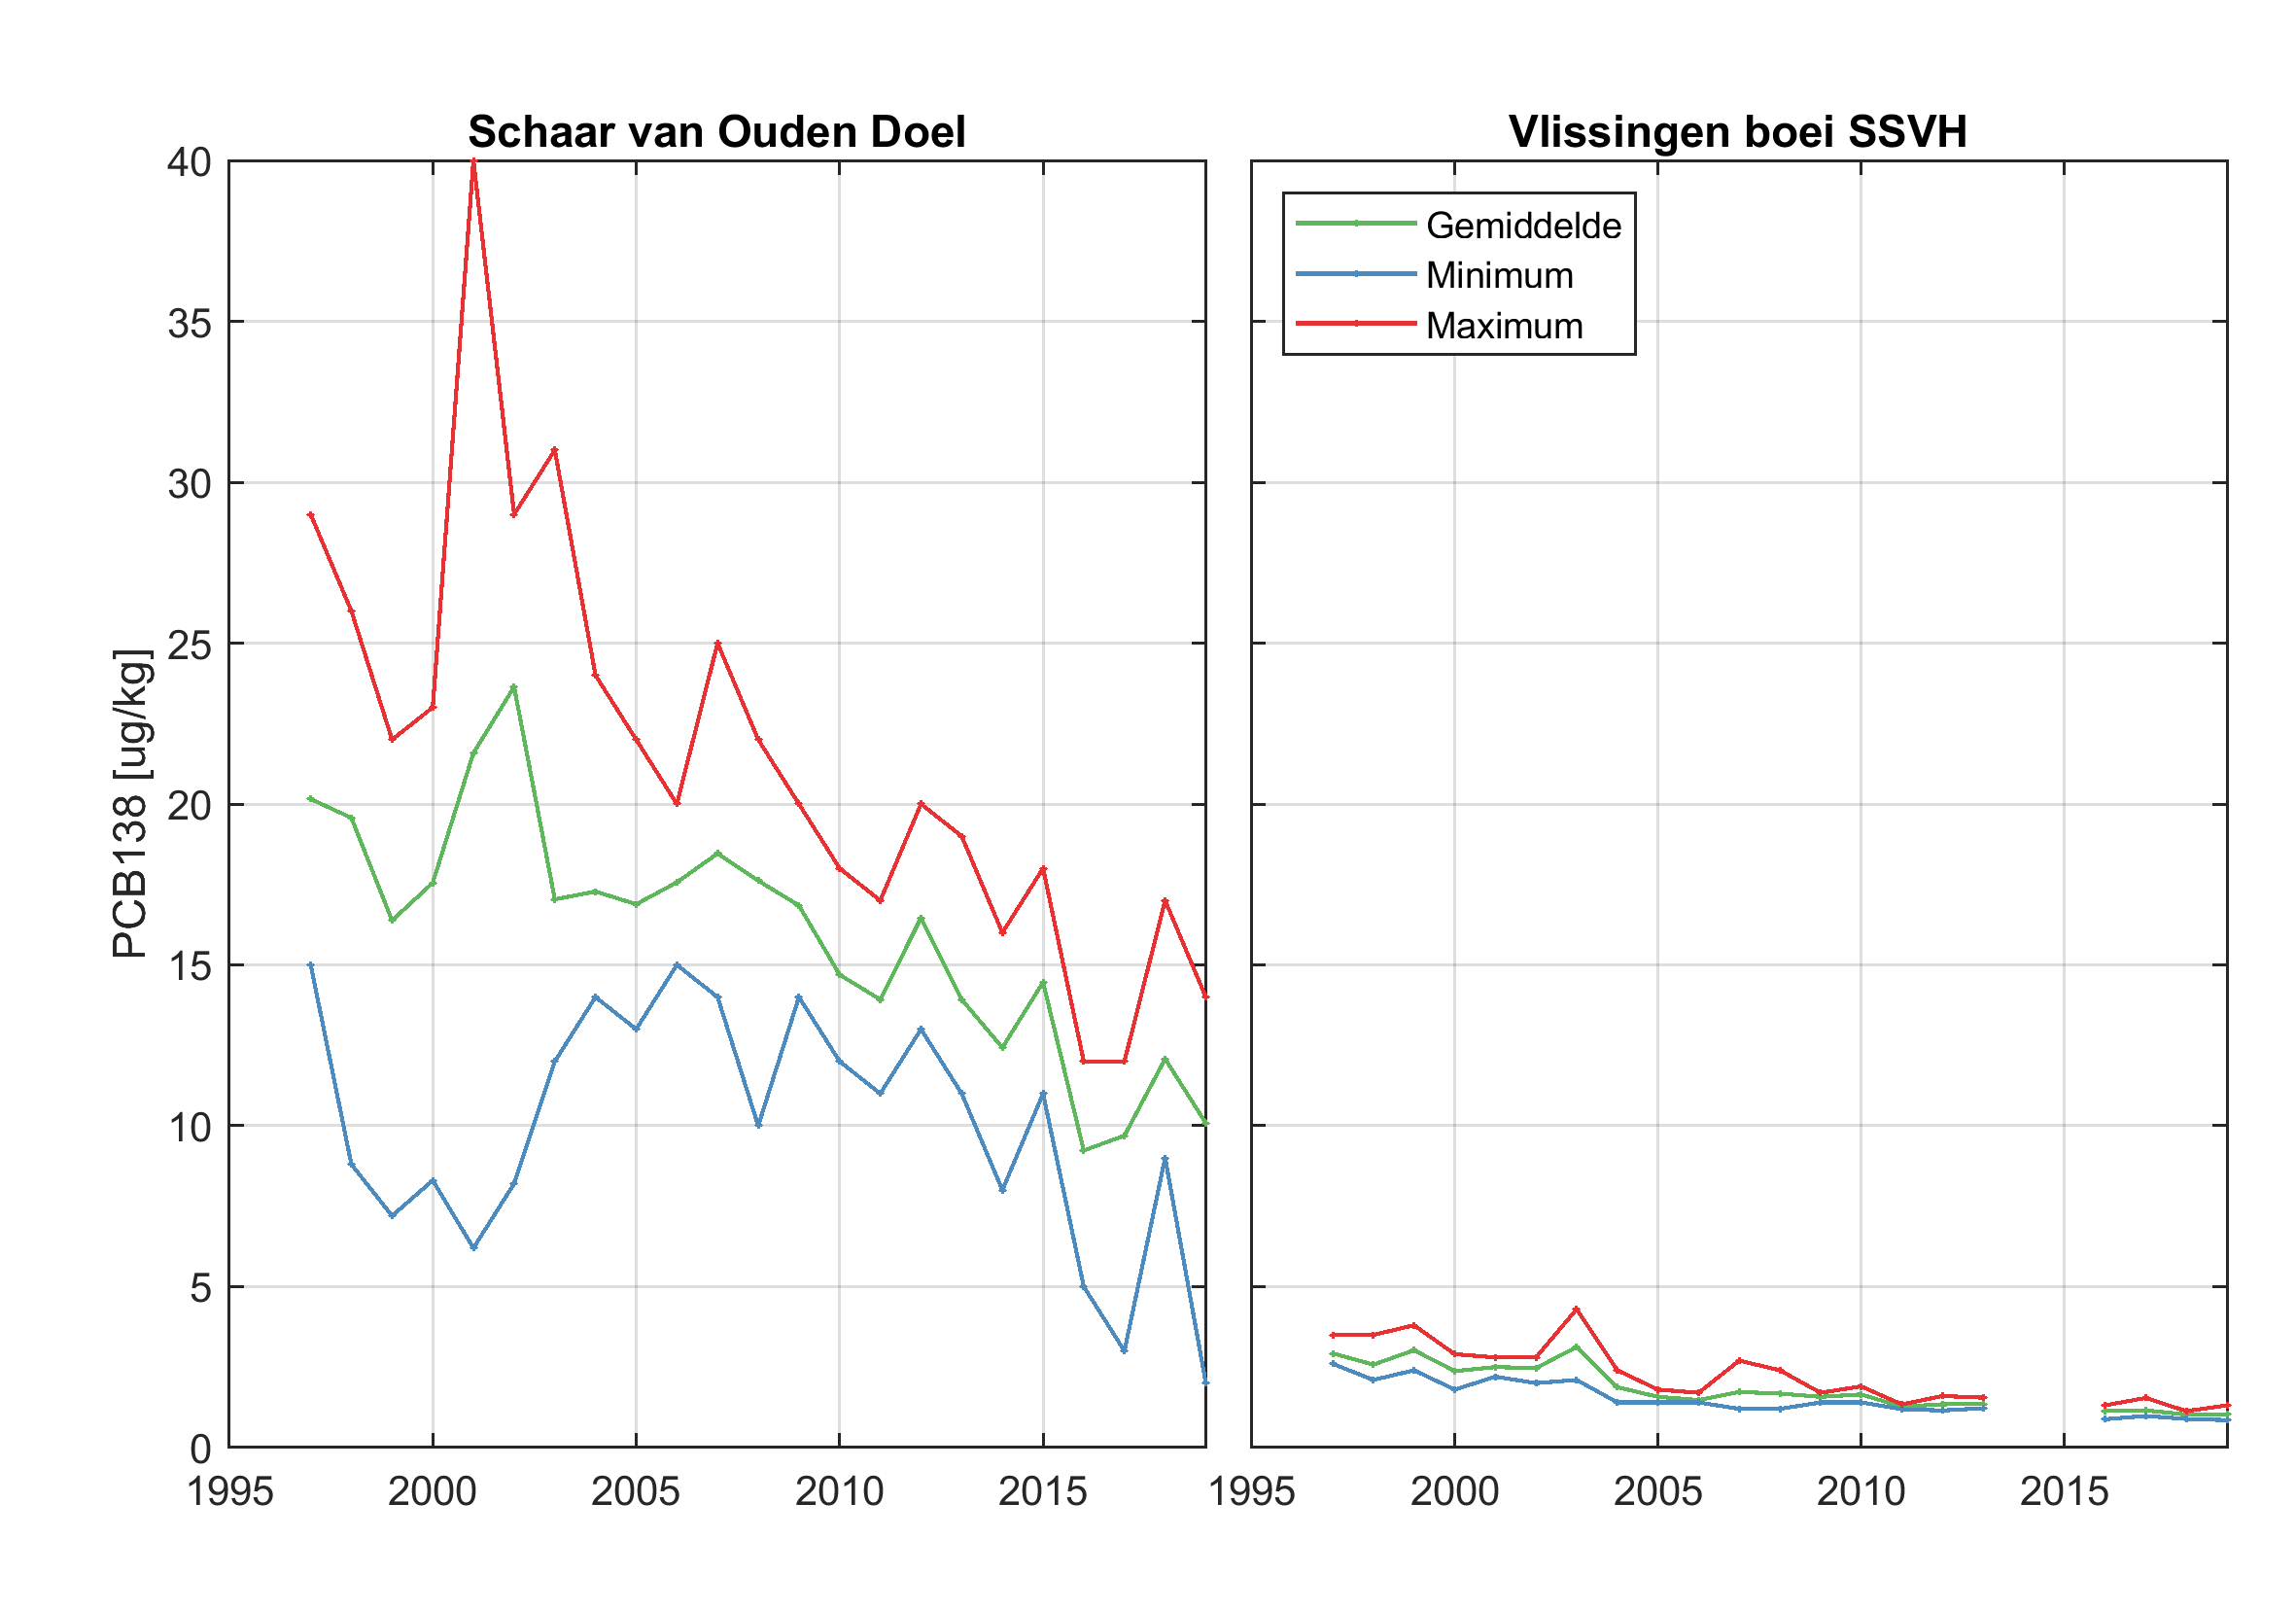 Schaar van Ouden Doel
Vlissingen boei SSVH
PCB138 [ug/kg]
40
35
30
25
20
15
10
5
0
1995 2000 2005 2010 2015
Gemiddelde
Minimum
Maximum
1995 2000 2005 2010 2015